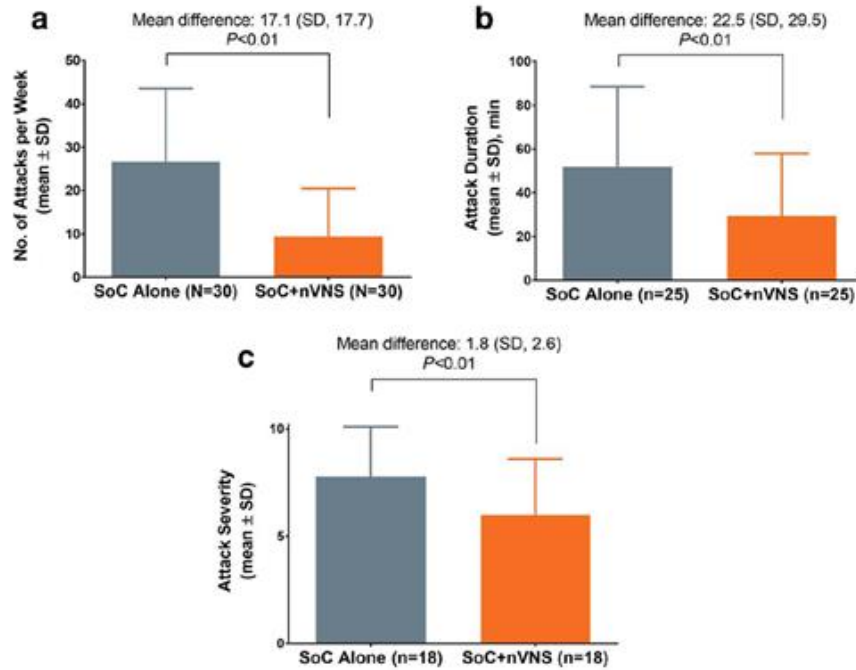 a
Mean difference: 17.1 (SD, 17.7)
P<0.01
No. of Attacks per Week
(mean ± SD)
50
40
30
20
10
0
SoC Alone (N=30)
SoC+nVNS (N=30)
b
Mean difference: 22.5 (SD, 29.5)
P<0.01
Attack Duration
(mean ± SD), min
100
80
60
40
20
0
SoC Alone (n=25)
SoC+nVNS (n=25)
c
Mean difference: 1.8 (SD, 2.6)
P<0.01
Attack Severity
(mean ± SD)
10
5
0
SoC Alone (n=18)
SoC+nVNS (n=18)